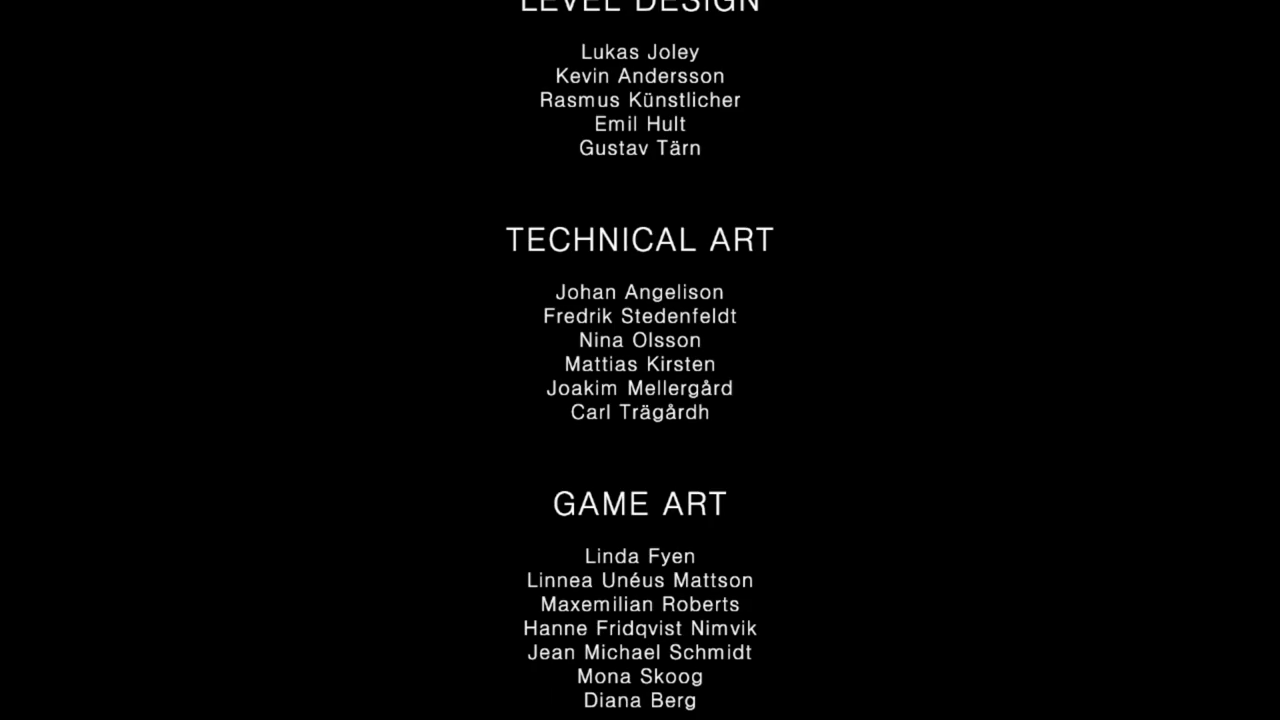 LEVEL DESIGN
Lukas Joley
Kevin Andersson
Rasmus Künstlicher
Emil Hult
Gustav Tärn
TECHNICAL ART
Johan Angelison
Fredrik Stedenfeldt
Nina Olsson
Mattias Kirsten
Joakim Mellergård
Carl Trägårdh
GAME ART
Linda Fyen
Linnea Unéus Mattson
Maxemilian Roberts
Hanne Fridqvist Nimvik
Jean Michael Schmidt
Mona Skoog
Diana Berg